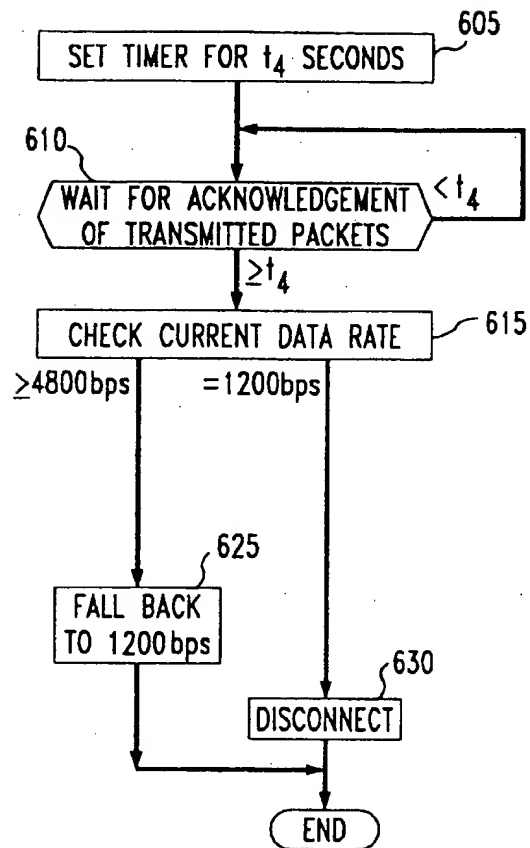 605
SET TIMER FOR t4 SECONDS
610
WAIT FOR ACKNOWLEDGEMENT
OF TRANSMITTED PACKETS
<t4
≥t4
CHECK CURRENT DATA RATE
615
≥4800bps
=1200bps
625
FALL BACK
TO 1200bps
630
DISCONNECT
END